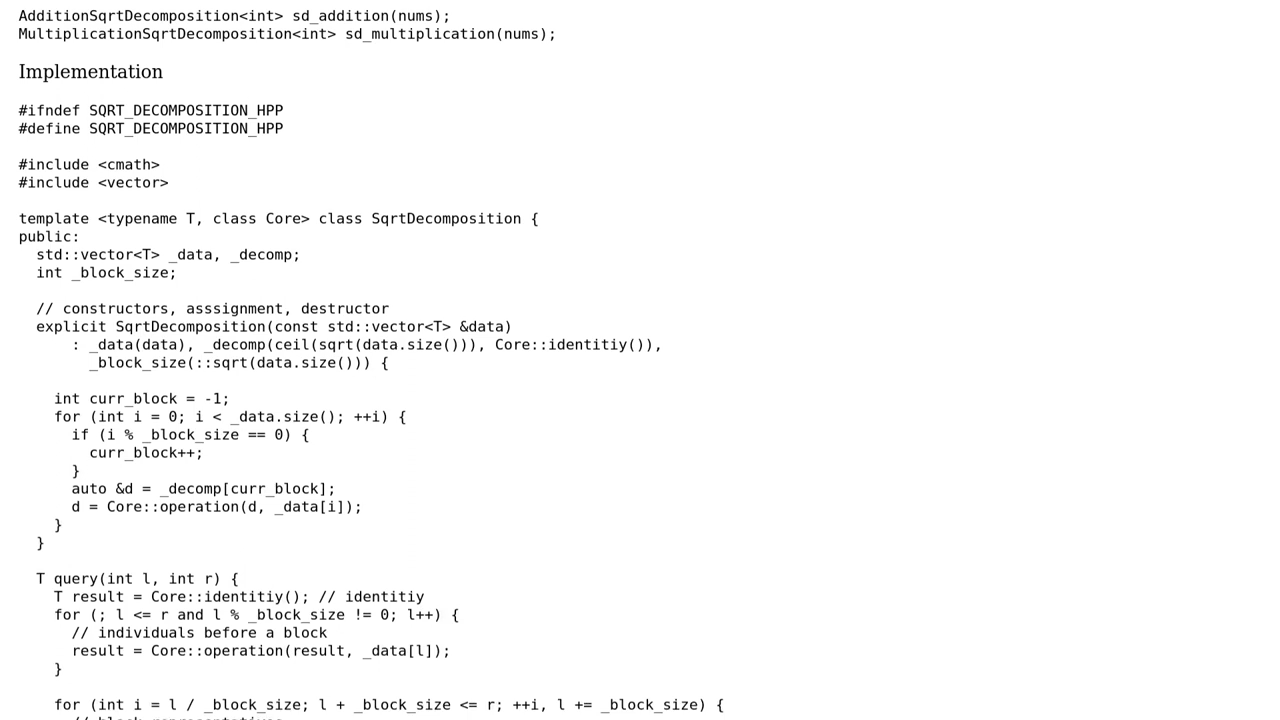 AdditionSqrtDecomposition<int> sd_addition(nums);
MultiplicationSqrtDecomposition<int> sd_multiplication(nums);
Implementation
#ifndef SQRT_DECOMPOSITION_HPP
#define SQRT_DECOMPOSITION_HPP
#include <cmath>
#include <vector>
template <typename T, class Core> class SqrtDecomposition {
public:
  std::vector<T> _data, _decomp;
  int _block_size;
  // constructors, asssignment, destructor
  explicit SqrtDecomposition(const std::vector<T> &data)
      : _data(data), _decomp(ceil(sqrt(data.size())), Core::identitiy()),
        _block_size(::sqrt(data.size())) {
    int curr_block = -1;
    for (int i = 0; i < _data.size(); ++i) {
      if (i % _block_size == 0) {
        curr_block++;
      }
      auto &d = _decomp[curr_block];
      d = Core::operation(d, _data[i]);
    }
  }
  T query(int l, int r) {
    T result = Core::identitiy(); // identitiy
    for (; l <= r and l % _block_size != 0; l++) {
      // individuals before a block
      result = Core::operation(result, _data[l]);
    }
    for (int i = l / _block_size; l + _block_size <= r; ++i, l += _block_size) {